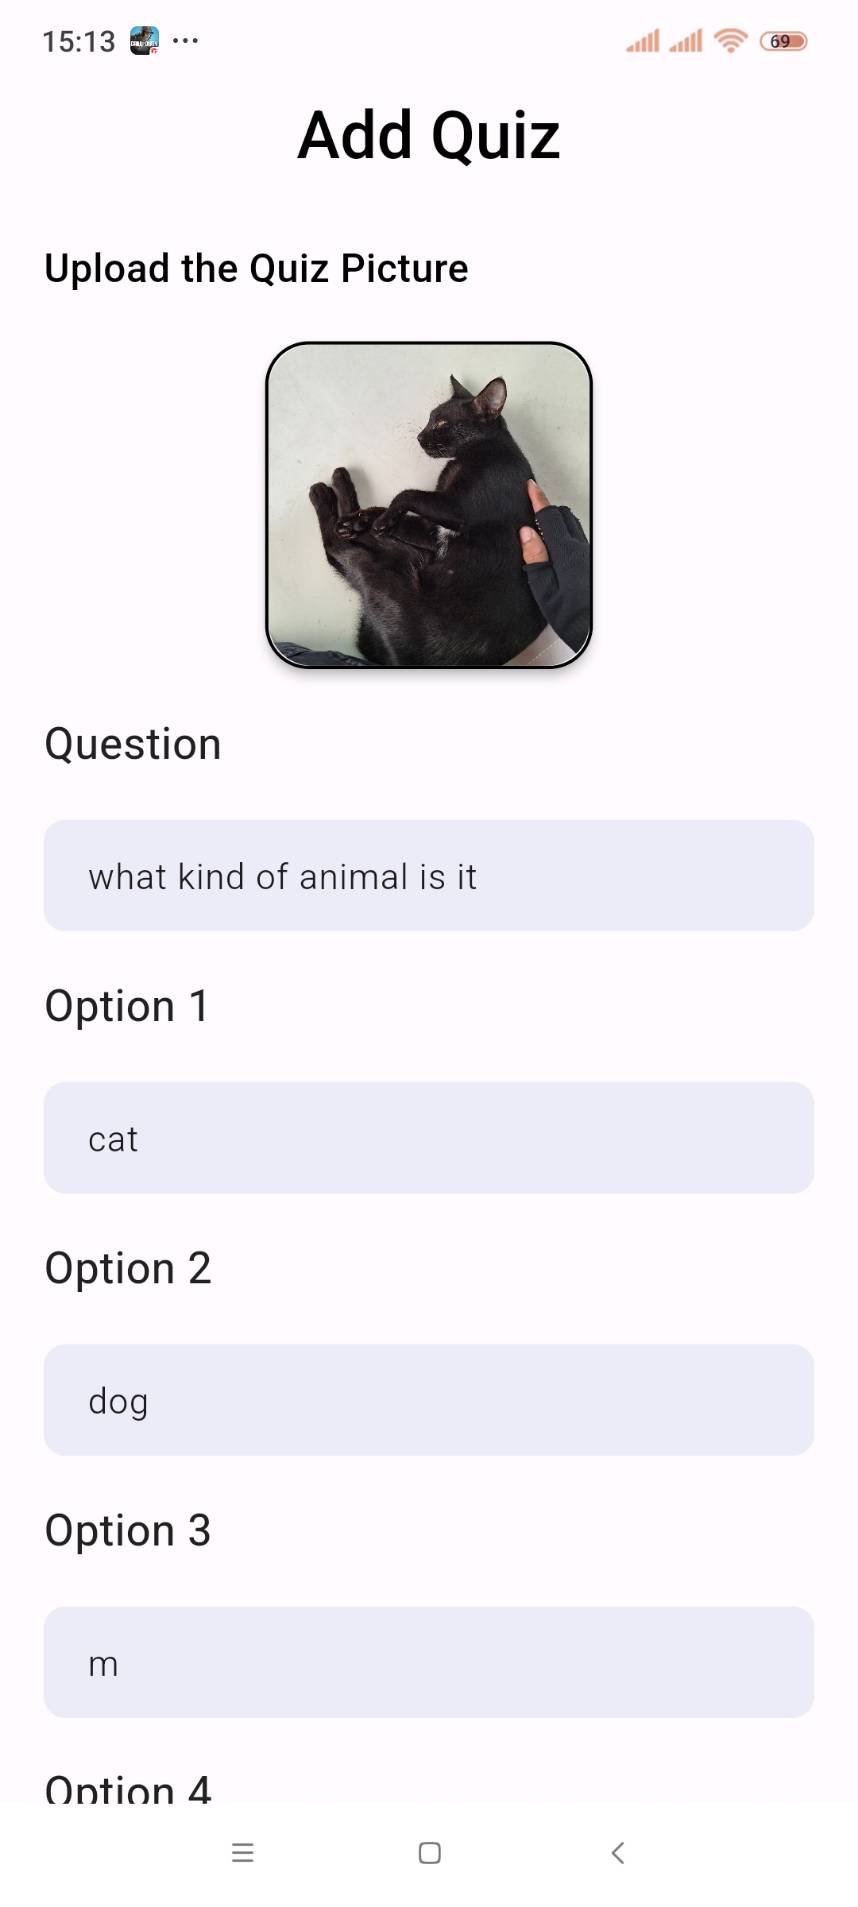 15:13
69
Add Quiz
Upload the Quiz Picture
Question
what kind of animal is it
Option 1
cat
Option 2
dog
Option 3
m
Option 4